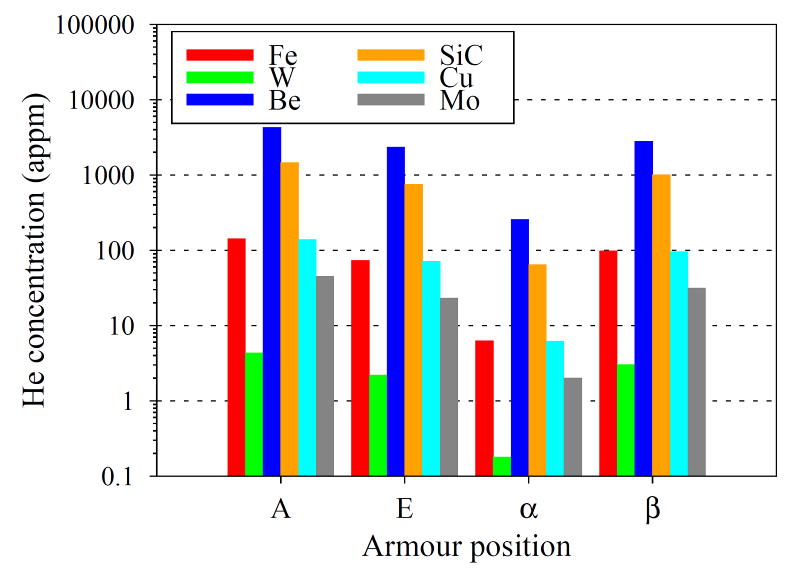 100000
10000
1000
100
10
1
0.1
He concentration (appm)
Fe
W
Be
SiC
Cu
Mo
A
E
α
β
Armour position